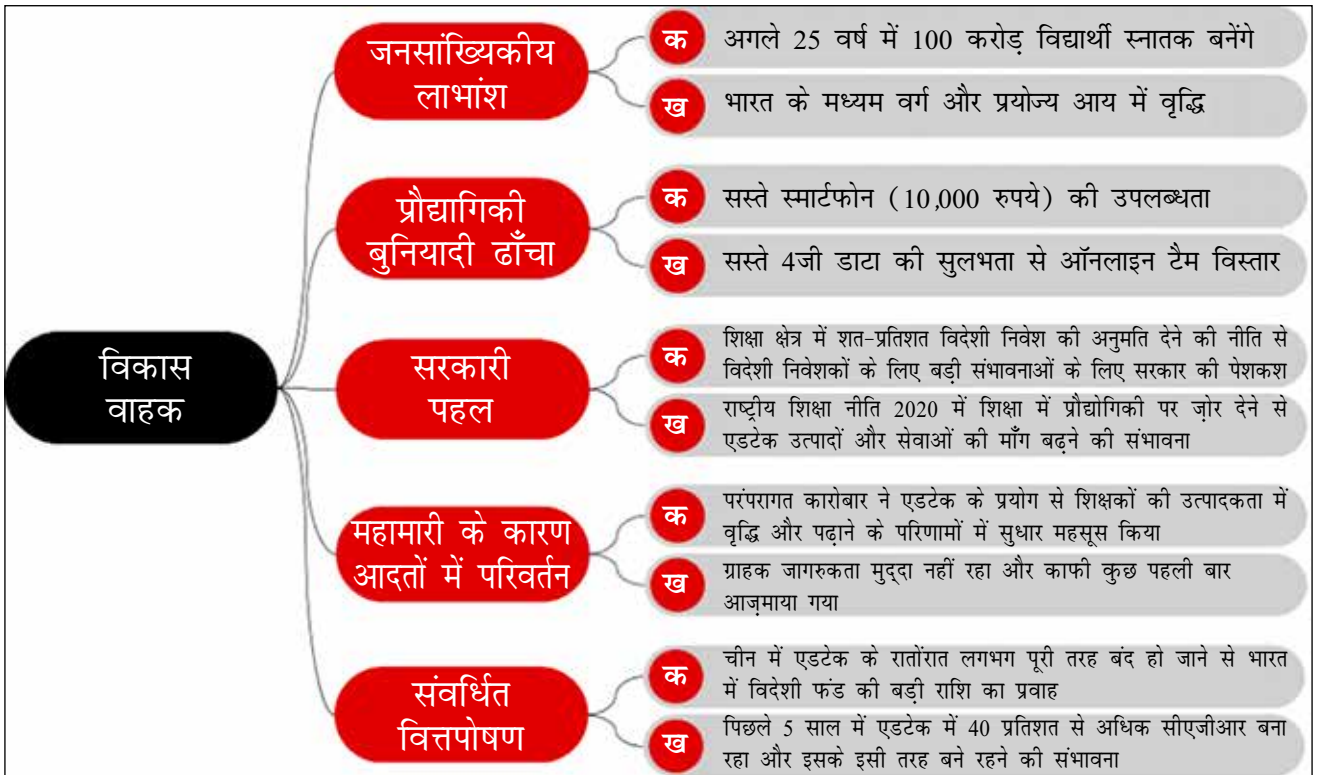 विकास
वाहक
जनसांख्यिकीय
लाभांश
क
अगले 25 वर्ष में 100 करोड़ विद्यार्थी स्नातक बनेंगे
ख
भारत के मध्यम वर्ग और प्रयोज्य आय में वृद्धि
प्रौद्यागिकी
बुनियादी ढाँचा
क
सस्ते स्मार्टफोन (10,000 रुपये) की उपलब्धता
ख
सस्ते 4जी डाटा की सुलभता से ऑनलाइन टैम विस्तार
सरकारी
पहल
क
शिक्षा क्षेत्र में शत-प्रतिशत विदेशी निवेश की अनुमति देने की नीति से
विदेशी निवेशकों के लिए बड़ी संभावनाओं के लिए सरकार की पेशकश
ख
राष्ट्रीय शिक्षा नीति 2020 में शिक्षा में प्रौद्योगिकी पर ज़ोर देने से
एडटेक उत्पादों और सेवाओं की माँग बढ़ने की संभावना
महामारी के कारण
आदतों में परिवर्तन
क
परंपरागत कारोबार ने एडटेक के प्रयोग से शिक्षकों की उत्पादकता में
वृद्धि और पढ़ाने के परिणामों में सुधार महसूस किया
ख
ग्राहक जागरुकता मुद्दा नहीं रहा और काफी कुछ पहली बार
आज़माया गया
संवर्धित
वित्तपोषण
क
चीन में एडटेक के रातोंरात लगभग पूरी तरह बंद हो जाने से भारत
में विदेशी फंड की बड़ी राशि का प्रवाह
ख
पिछले 5 साल में एडटेक में 40 प्रतिशत से अधिक सीएजीआर बना
रहा और इसके इसी तरह बने रहने की संभावना